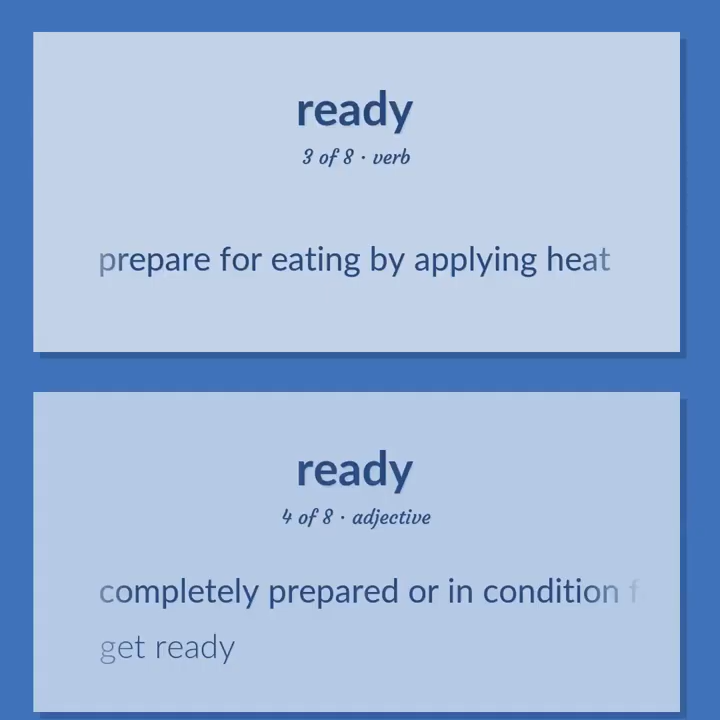 ready
3 of 8 · verb
prepare for eating by applying heat
ready
4 of 8 · adjective
completely prepared or in condition f
get ready